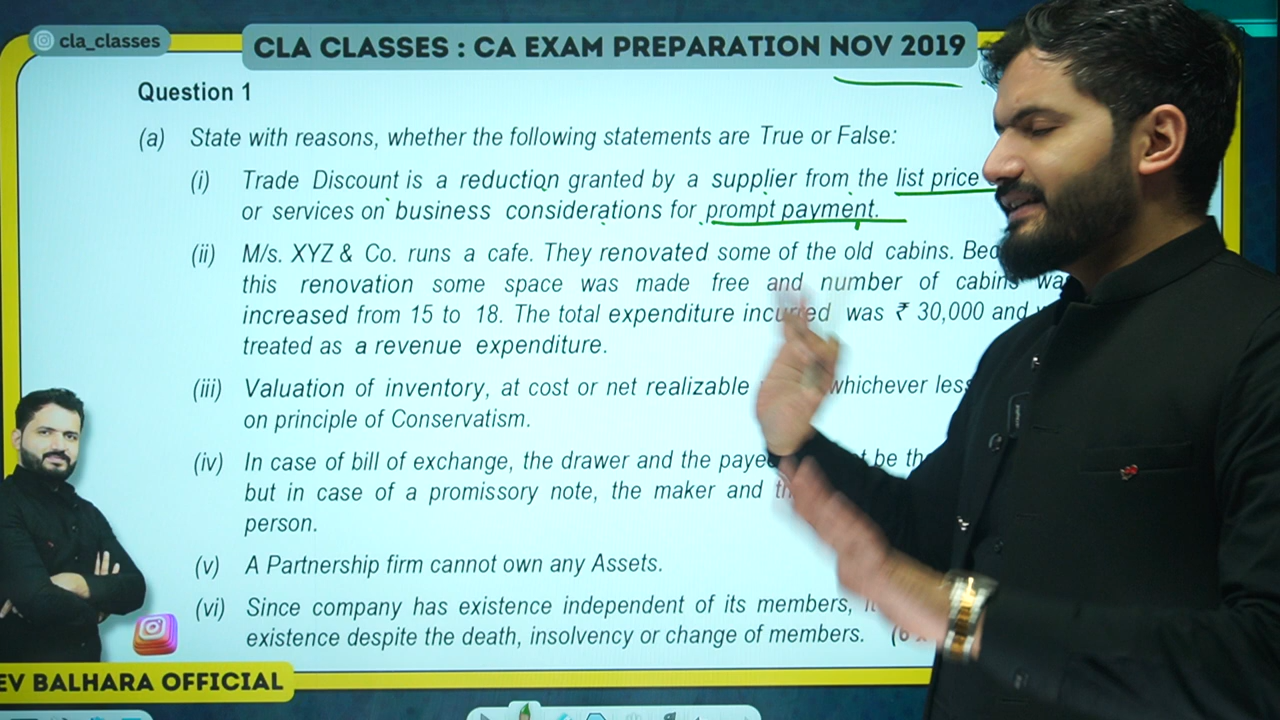 cla_classes
CLA CLASSES : CA EXAM PREPARATION NOV 2019
Question 1
(a) State with reasons, whether the following statements are True or False:
(i) Trade Discount is a reduction granted by a supplier from the list price
or services on business considerations for prompt payment.
(ii) M/s. XYZ & Co. runs a cafe. They renovated some of the old cabins.
this renovation some space was made free and number of cabins
increased from 15 to 18. The total expenditure incurred was ₹ 30,000 and
treated as a revenue expenditure.
(iii) Valuation of inventory, at cost or net realizable whichever
on principle of Conservatism.
(iv) In case of bill of exchange, the drawer and the be
but in case of a promissory note, the maker and
person.
(v) A Partnership firm cannot own any Assets.
(vi) Since company has existence independent of its members,
existence despite the death, insolvency or change of members.
EV BALHARA OFFICIAL